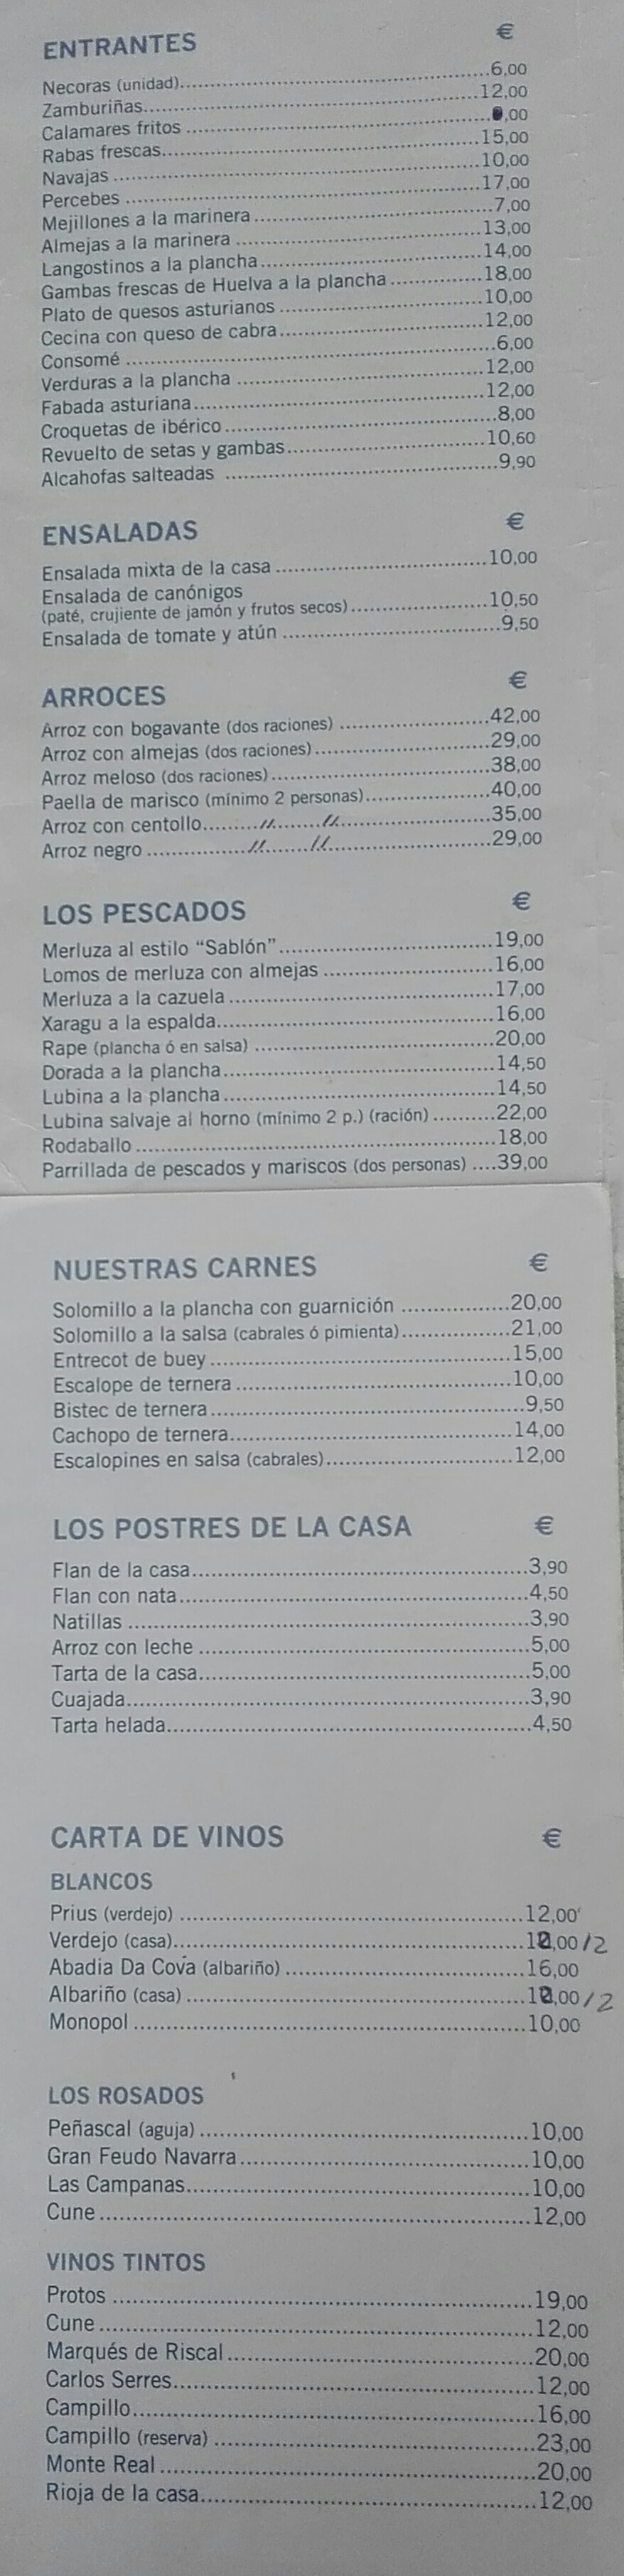 ENTRANTES €
Necoras (unidad)..........6,00
Zamburiñas..........12,00
Calamares fritos ..........,00
Rabas frescas..........15,00
Navajas ..........10,00
Percebes ..........17,00
Mejillones a la marinera ..........7,00
Almejas a la marinera ..........13,00
Langostinos a la plancha..........14,00
Gambas frescas de Huelva a la plancha ..........18,00
Plato de quesos asturianos ..........10,00
Cecina con queso de cabra..........12,00
Consomé ..........6,00
Verduras a la plancha ..........12,00
Fabada asturiana..........12,00
Croquetas de ibérico ..........8,00
Revuelto de setas y gambas..........10,60
Alcahofas salteadas ..........9,90
ENSALADAS €
Ensalada mixta de la casa ..........10,00
Ensalada de canónigos
(paté, crujiente de jamón y frutos secos)..........10,50
Ensalada de tomate y atún ..........9,50
ARROCES €
Arroz con bogavante (dos raciones) ..........42,00
Arroz con almejas (dos raciones)..........29,00
Arroz meloso (dos raciones)..........38,00
Paella de marisco (mínimo 2 personas)..........40,00
Arroz con centollo.....〃.....〃.....35,00
Arroz negro .....〃.....〃.....29,00
LOS PESCADOS €
Merluza al estilo “Sablón”..........19,00
Lomos de merluza con almejas ..........16,00
Merluza a la cazuela ..........17,00
Xaragu a la espalda..........16,00
Rape (plancha ó en salsa) ..........20,00
Dorada a la plancha..........14,50
Lubina a la plancha..........14,50
Lubina salvaje al horno (mínimo 2 p.) (ración) ..........22,00
Rodaballo ..........18,00
Parrillada de pescados y mariscos (dos personas) ....39,00
NUESTRAS CARNES €
Solomillo a la plancha con guarnición ..........20,00
Solomillo a la salsa (cabrales ó pimienta)..........21,00
Entrecot de buey ..........15,00
Escalope de ternera ..........10,00
Bistec de ternera..........9,50
Cachopo de ternera..........14,00
Escalopines en salsa (cabrales)..........12,00
LOS POSTRES DE LA CASA €
Flan de la casa..........3,90
Flan con nata..........4,50
Natillas ..........3,90
Arroz con leche ..........5,00
Tarta de la casa..........5,00
Cuajada..........3,90
Tarta helada..........4,50
CARTA DE VINOS €
BLANCOS
Prius (verdejo) ..........12,00
Verdejo (casa)..........12,00 /2
Abadia Da Cova (albariño) ..........16,00
Albariño (casa) ..........12,00 /2
Monopol ..........10,00
LOS ROSADOS
Peñascal (aguja) ..........10,00
Gran Feudo Navarra..........10,00
Las Campanas..........10,00
Cune ..........12,00
VINOS TINTOS
Protos ..........19,00
Cune ..........12,00
Marqués de Riscal ..........20,00
Carlos Serres..........12,00
Campillo..........16,00
Campillo (reserva) ..........23,00
Monte Real ..........20,00
Rioja de la casa..........12,00